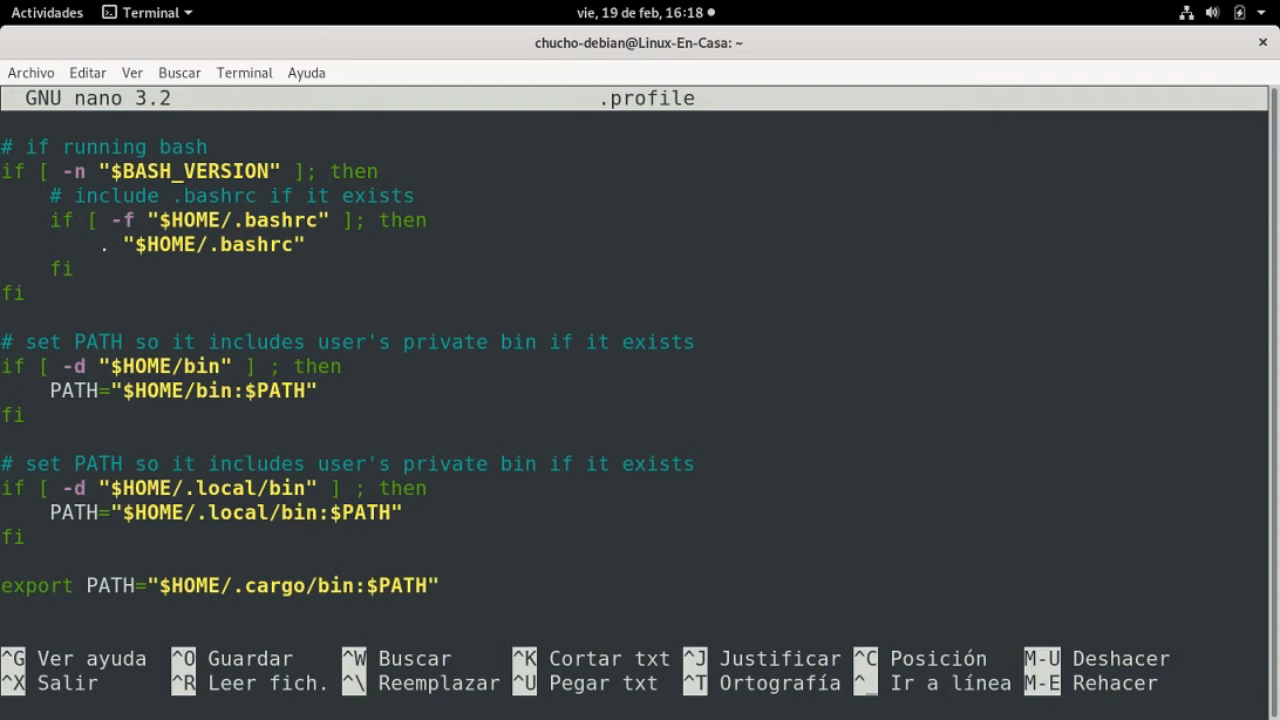 Actividades Terminal vie, 19 de feb, 16:18
chucho-debian@Linux-En-Casa: ~ ×
Archivo Editar Ver Buscar Terminal Ayuda
GNU nano 3.2 .profile
# if running bash
if [ -n "$BASH_VERSION" ]; then
    # include .bashrc if it exists
    if [ -f "$HOME/.bashrc" ]; then
        . "$HOME/.bashrc"
    fi
fi
# set PATH so it includes user's private bin if it exists
if [ -d "$HOME/bin" ] ; then
    PATH="$HOME/bin:$PATH"
fi
# set PATH so it includes user's private bin if it exists
if [ -d "$HOME/.local/bin" ] ; then
    PATH="$HOME/.local/bin:$PATH"
fi
export PATH="$HOME/.cargo/bin:$PATH"
^G Ver ayuda ^O Guardar ^W Buscar ^K Cortar txt ^J Justificar ^C Posición M-U Deshacer
^X Salir ^R Leer fich. ^\ Reemplazar ^U Pegar txt ^T Ortografía ^_ Ir a línea M-E Rehacer